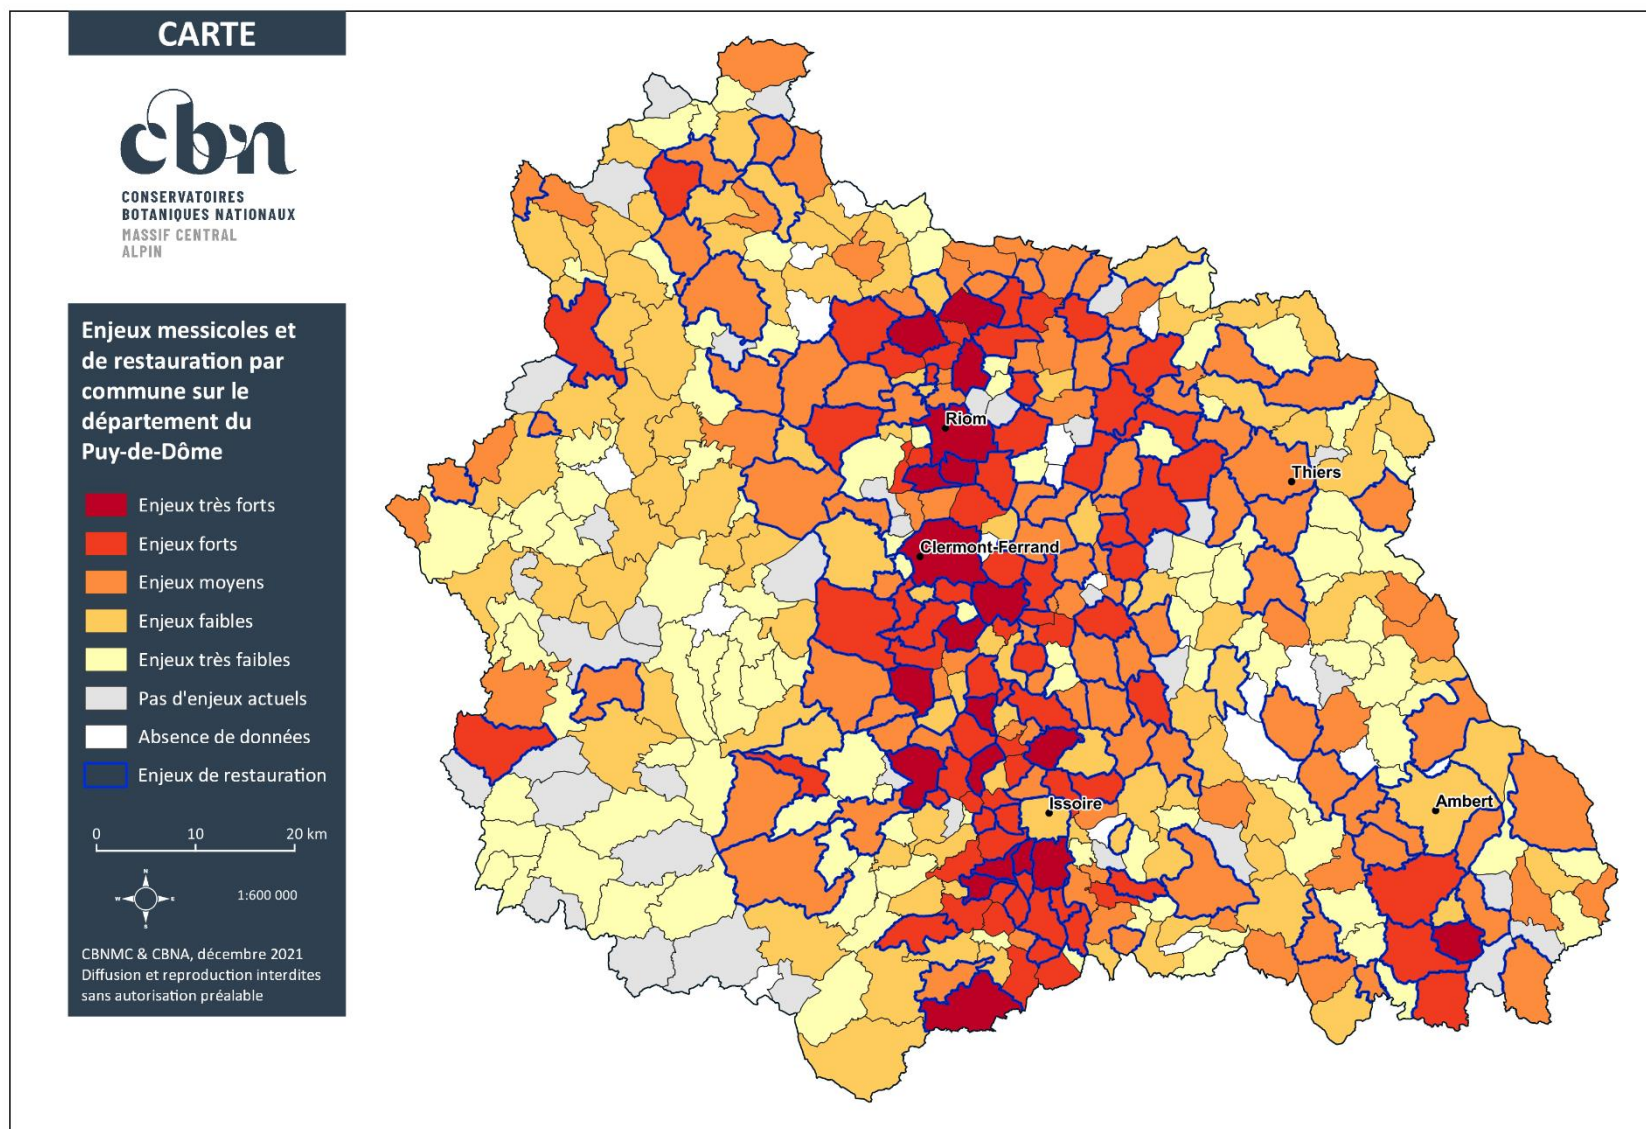 CARTE
cbn
CONSERVATOIRES
BOTANIQUES NATIONAUX
MASSIF CENTRAL
ALPIN
Enjeux messicoles et
de restauration par
commune sur le
département du
Puy-de-Dôme
Enjeux très forts
Enjeux forts
Enjeux moyens
Enjeux faibles
Enjeux très faibles
Pas d'enjeux actuels
Absence de données
Enjeux de restauration
0 10 20 km
N
W E
S
1:600 000
CBNMC & CBNA, décembre 2021
Diffusion et reproduction interdites
sans autorisation préalable
Riom
Thiers
Clermont-Ferrand
Issoire
Ambert